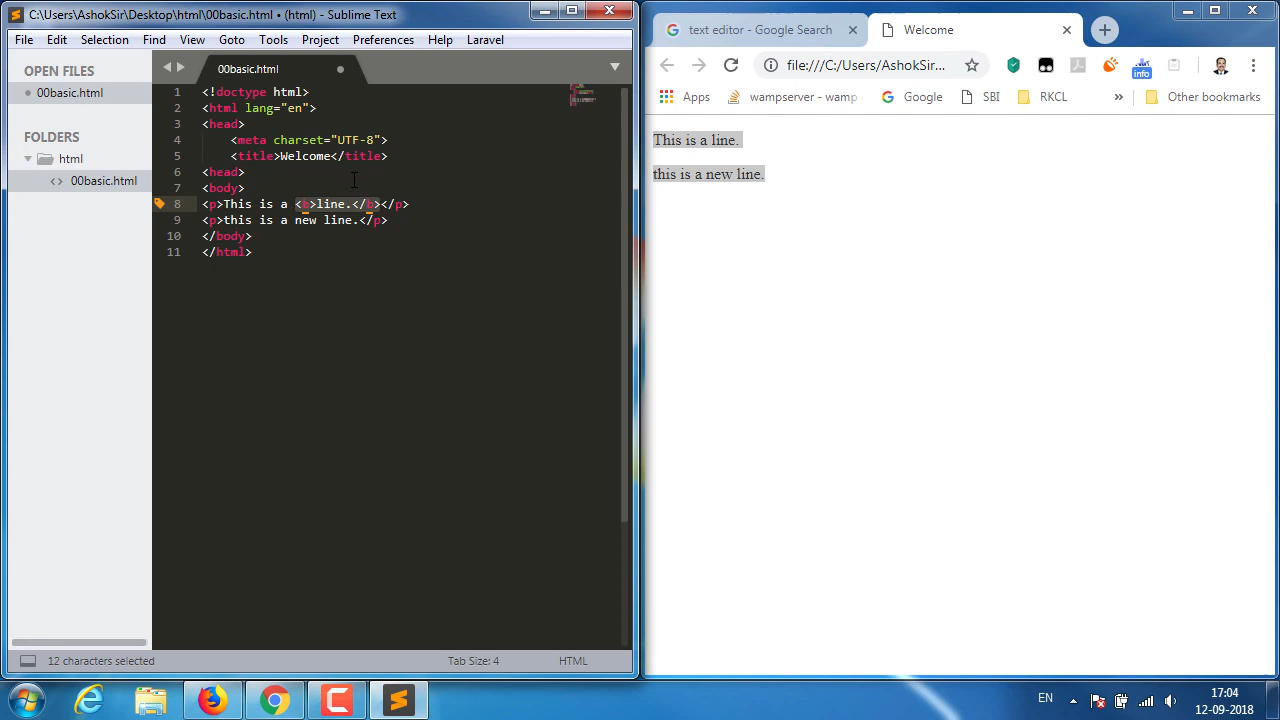 C:\Users\AshokSir\Desktop\html\00basic.html • (html) - Sublime Text
File Edit Selection Find View Goto Tools Project Preferences Help Laravel
OPEN FILES
00basic.html
FOLDERS
html
00basic.html
00basic.html
1 <!doctype html>
2 <html lang="en">
3 <head>
4 <meta charset="UTF-8">
5 <title>Welcome</title>
6 <head>
7 <body>
8 <p>This is a <b>line.</b></p>
9 <p>this is a new line.</p>
10 </body>
11 </html>
12 characters selected Tab Size: 4 HTML
text editor - Google Search Welcome
file:///C:/Users/AshokSir...
info
Apps wampserver - wamp Google SBI RKCL » Other bookmarks
This is a line.
this is a new line.
EN 17:04
12-09-2018